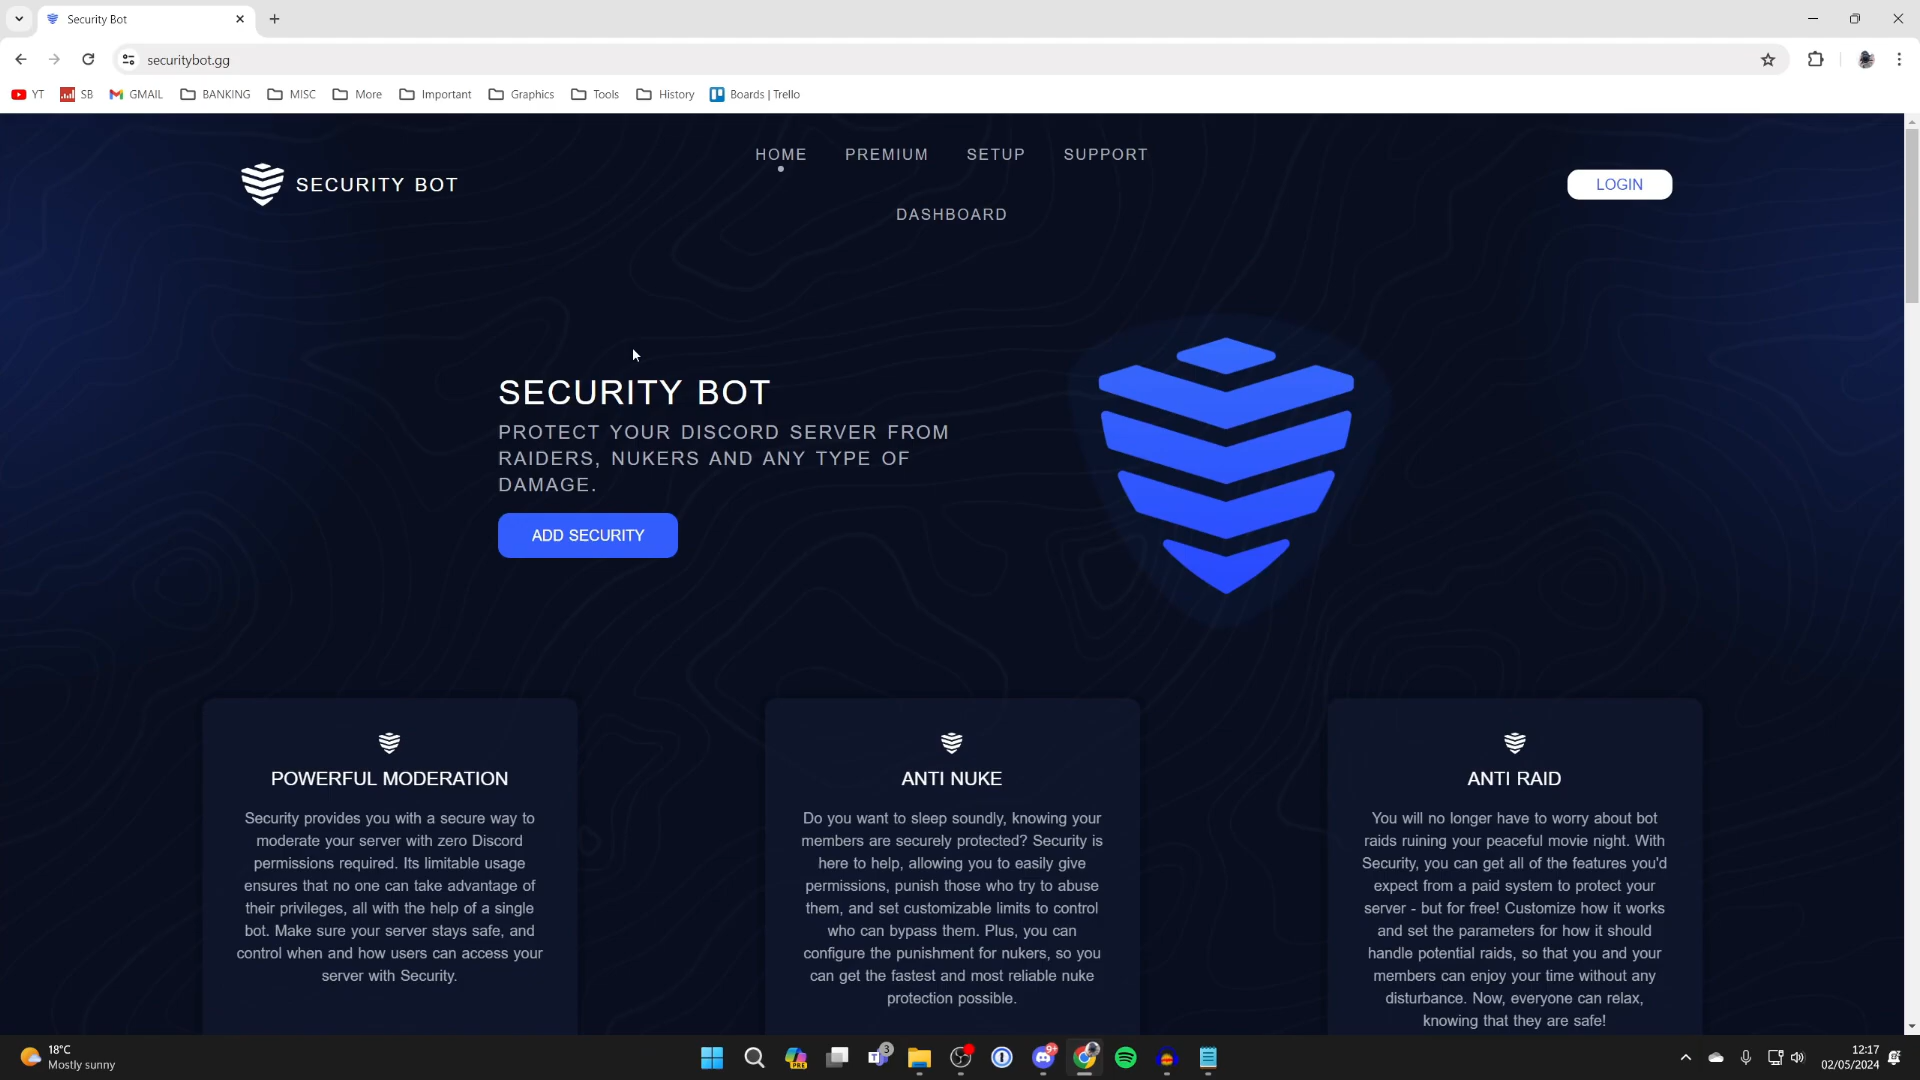 Security Bot
securitybot.gg
YT
SB
GMAIL
BANKING
MISC
More
Important
Graphics
Tools
History
Boards | Trello
SECURITY BOT
HOME
PREMIUM
SETUP
SUPPORT
DASHBOARD
LOGIN
SECURITY BOT
PROTECT YOUR DISCORD SERVER FROM
RAIDERS, NUKERS AND ANY TYPE OF
DAMAGE.
ADD SECURITY
POWERFUL MODERATION
Security provides you with a secure way to
moderate your server with zero Discord
permissions required. Its limitable usage
ensures that no one can take advantage of
their privileges, all with the help of a single
bot. Make sure your server stays safe, and
control when and how users can access your
server with Security.
ANTI NUKE
Do you want to sleep soundly, knowing your
members are securely protected? Security is
here to help, allowing you to easily give
permissions, punish those who try to abuse
them, and set customizable limits to control
who can bypass them. Plus, you can
configure the punishment for nukers, so you
can get the fastest and most reliable nuke
protection possible.
ANTI RAID
You will no longer have to worry about bot
raids ruining your peaceful movie night. With
Security, you can get all of the features you'd
expect from a paid system to protect your
server - but for free! Customize how it works
and set the parameters for how it should
handle potential raids, so that you and your
members can enjoy your time without any
disturbance. Now, everyone can relax,
knowing that they are safe!
18°C
Mostly sunny
PRE
3
9+
12:17
02/05/2024